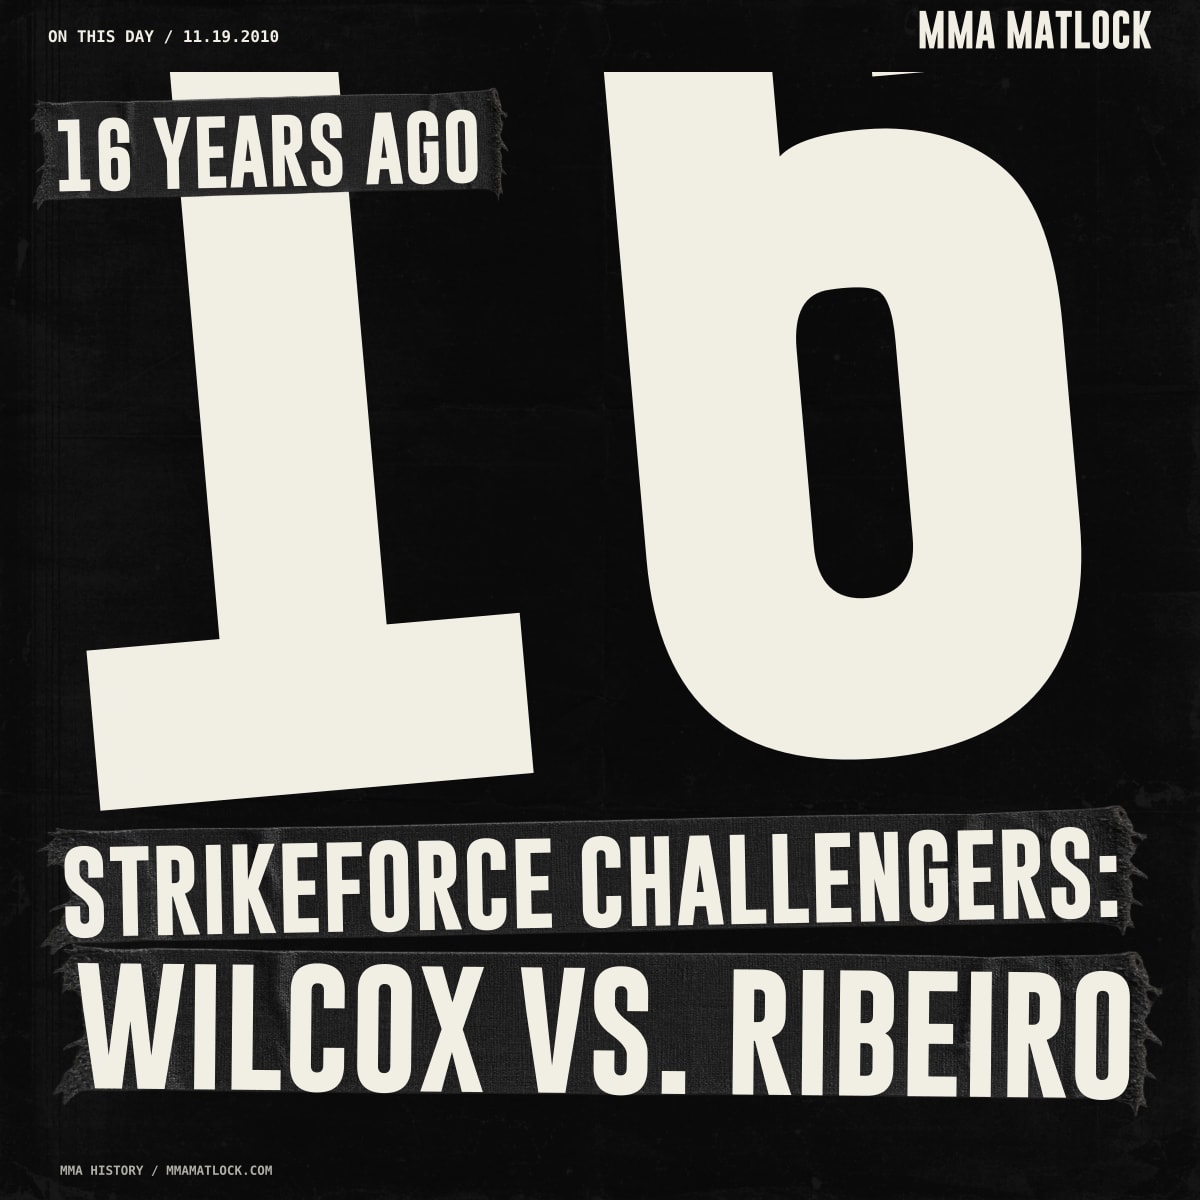 ON THIS DAY / 11.19.2010
MMA MATLOCK
16 YEARS AGO
16
STRIKEFORCE CHALLENGERS:
WILCOX VS. RIBEIRO
MMA HISTORY / MMAMATLOCK.COM